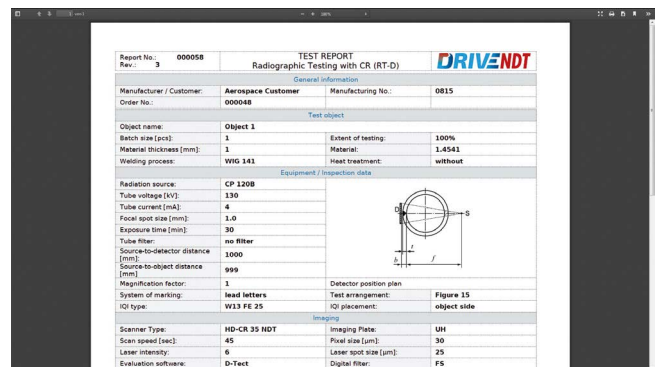 Report No.: 000058
Rev.: 3
TEST REPORT
Radiographic Testing with CR (RT-D)
DRIVENDT
General information
Manufacturer / Customer: Aerospace Customer Manufacturing No.: 0815
Order No.: 000048
Test object
Object name: Object 1
Batch size [pcs]: 1 Extent of testing: 100%
Material thickness [mm]: 1 Material: 1.4541
Welding process: WIG 141 Heat treatment: without
Equipment / Inspection data
Radiation source: CP 120B
Tube voltage [kV]: 130
Tube current [mA]: 4
Focal spot size [mm]: 1.0
Exposure time [min]: 30
Tube filter: no filter
Source-to-detector distance [mm]: 1000
Source-to-object distance [mm] 999
D S
t
b f
Magnification factor: 1 Detector position plan
System of marking: lead letters Test arrangement: Figure 15
IQI type: W13 FE 25 IQI placement: object side
Imaging
Scanner Type: HD-CR 35 NDT Imaging Plate: UH
Scan speed [sec]: 45 Pixel size [µm]: 30
Laser intensity: 6 Laser spot size [µm]: 25
Evaluation software: D-Tect Digital filter: FS